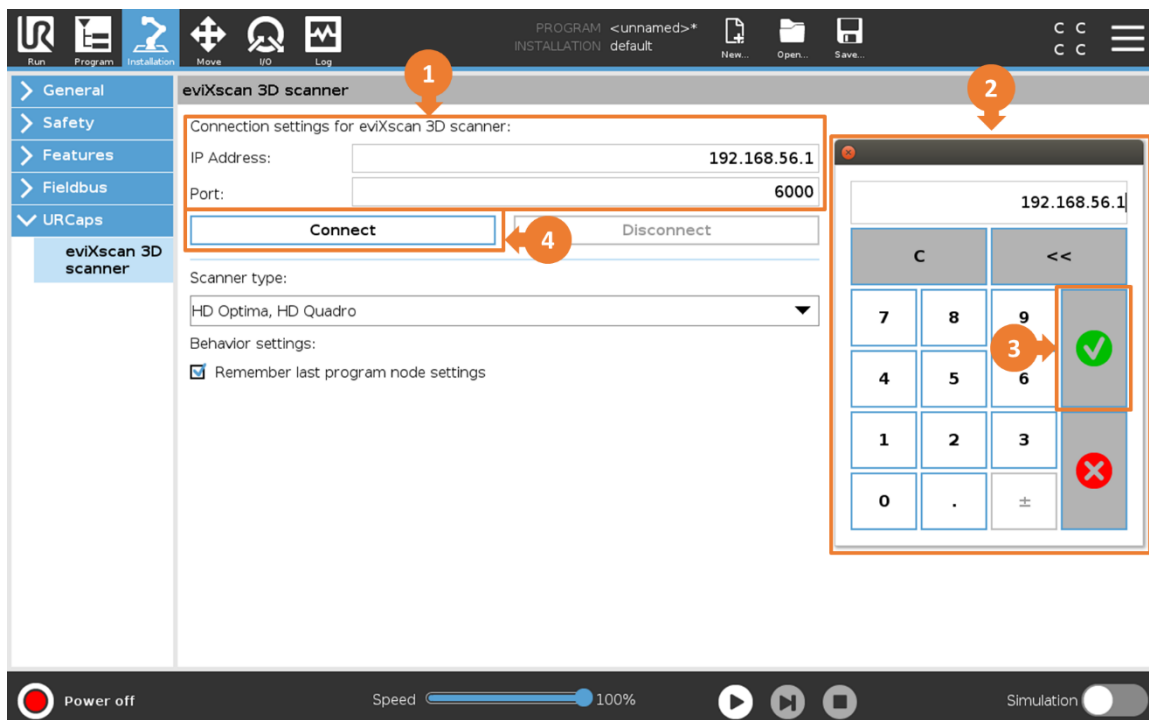 UR
PROGRAM <unnamed>*
INSTALLATION default
Run Program Installation Move I/O Log New... Open... Save...
C C
C C
1
2
General
eviXscan 3D scanner
Safety
Connection settings for eviXscan 3D scanner:
Features
IP Address: 192.168.56.1
Fieldbus
Port: 6000
URCaps
Connect
4
Disconnect
eviXscan 3D
scanner
Scanner type:
HD Optima, HD Quadro
Behavior settings:
Remember last program node settings
192.168.56.1
C <<
7 8 9
3
4 5 6
1 2 3
0 . ±
Power off
Speed 100%
Simulation